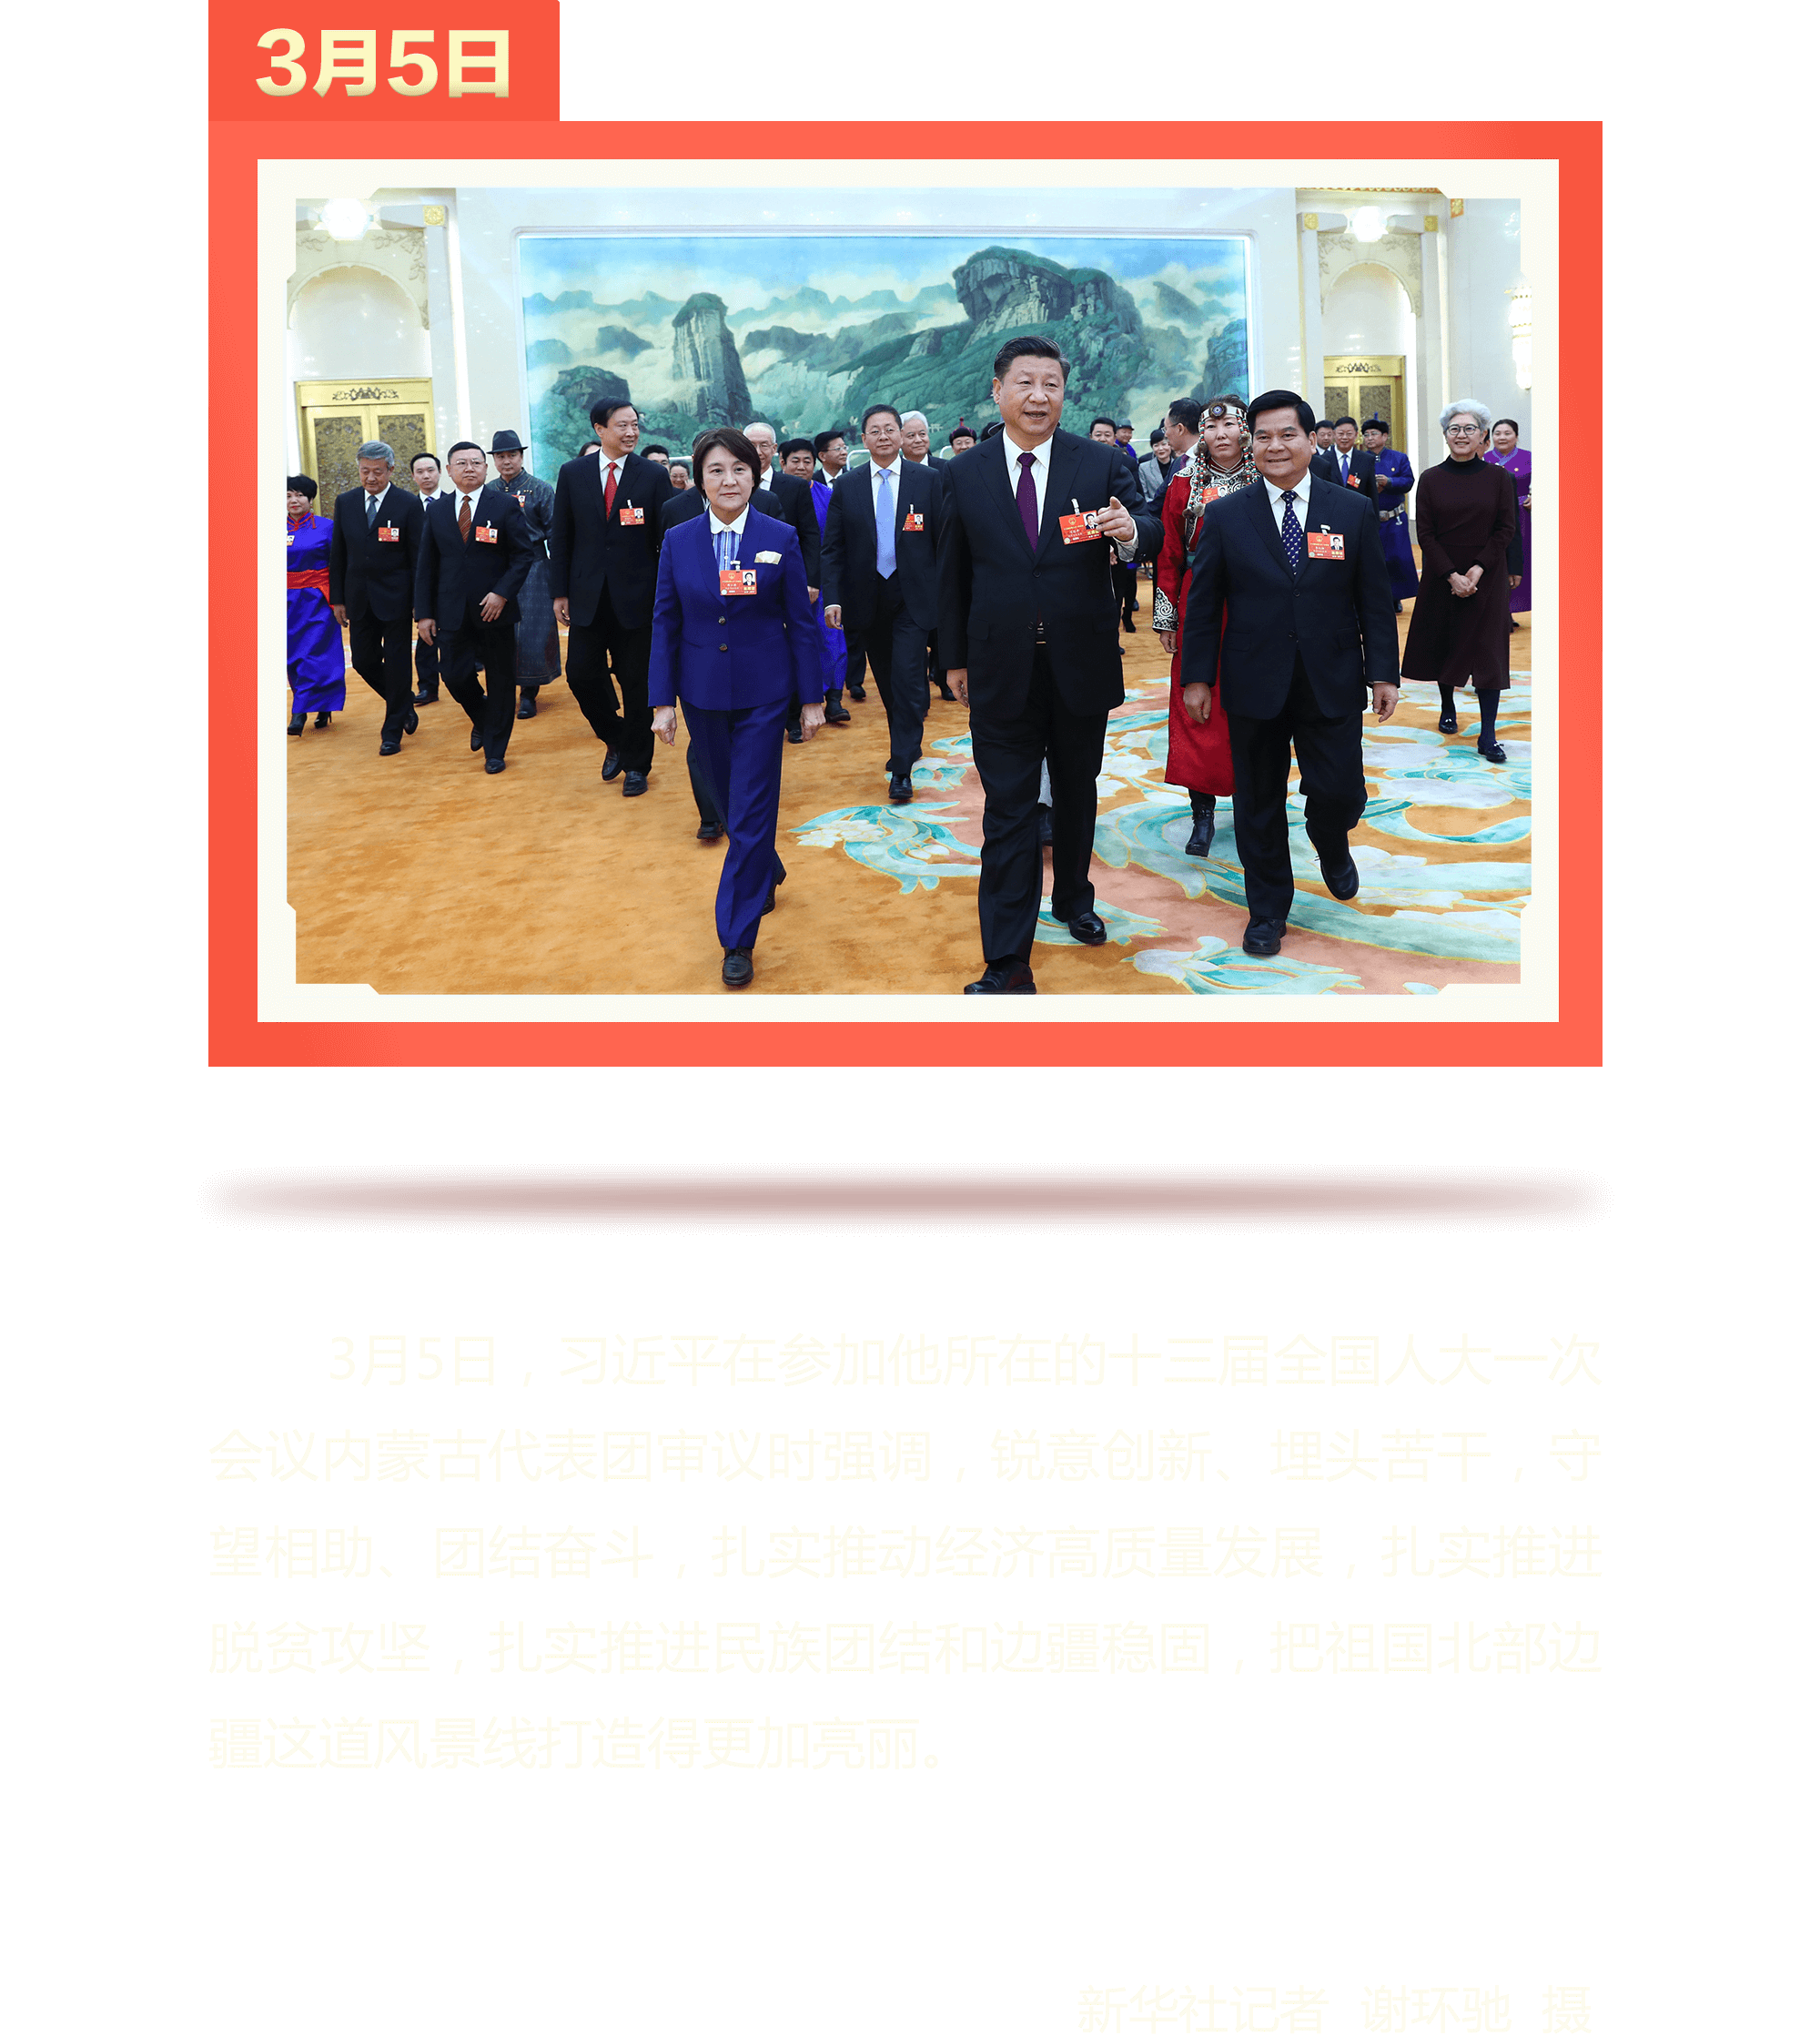 3月5日
3月5日，习近平在参加他所在的十三届全国人大一次
会议内蒙古代表团审议时强调，锐意创新、埋头苦干，守
望相助、团结奋斗，扎实推动经济高质量发展，扎实推进
脱贫攻坚，扎实推进民族团结和边疆稳固，把祖国北部边
疆这道风景线打造得更加亮丽。
新华社记者 谢环驰 摄